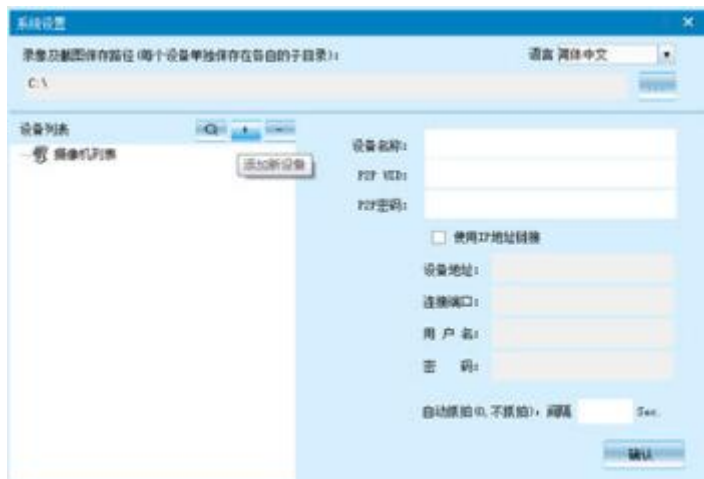 系统设置
录像及截图保存路径(每个设备单独保存在各自的子目录):
语言 简体中文
C:\
设备列表
+ -
摄像机列表
添加新设备
设备名称:
P2P UID:
P2P密码:
使用IP地址链接
设备地址:
连接端口:
用 户 名:
密 码:
自动抓拍(0,不抓拍), 间隔 Sec.
确认